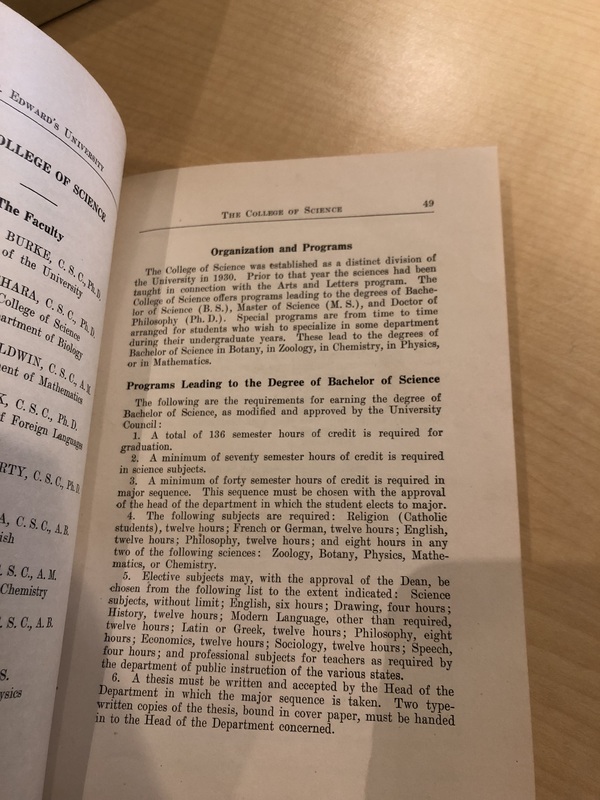 Edward's University
College of Science
The Faculty
Burke, C. S. C., Ph. D.
of the University
Hara, C. S. C., Ph. D.
College of Science
Department of Biology
ldwin, C. S. C., A. M.
ent of Mathematics
k, C. S. C., Ph. D.
f Foreign Languages
rty, C. S. C., Ph. D.
a, C. S. C., A. B.
ish
. S. C., A. M.
Chemistry
. S. C., A. B.
S.
ysics
The College of Science 49
Organization and Programs
The College of Science was established as a distinct division of
the University in 1930. Prior to that year the sciences had been
taught in connection with the Arts and Letters program. The
College of Science offers programs leading to the degrees of Bache-
lor of Science (B. S.), Master of Science (M. S.), and Doctor of
Philosophy (Ph. D.). Special programs are from time to time
arranged for students who wish to specialize in some department
during their undergraduate years. These lead to the degrees of
Bachelor of Science in Botany, in Zoology, in Chemistry, in Physics,
or in Mathematics.
Programs Leading to the Degree of Bachelor of Science
The following are the requirements for earning the degree of
Bachelor of Science, as modified and approved by the University
Council:
1. A total of 136 semester hours of credit is required for
graduation.
2. A minimum of seventy semester hours of credit is required
in science subjects.
3. A minimum of forty semester hours of credit is required in
major sequence. This sequence must be chosen with the approval
of the head of the department in which the student elects to major.
4. The following subjects are required: Religion (Catholic
students), twelve hours; French or German, twelve hours; English,
twelve hours; Philosophy, twelve hours; and eight hours in any
two of the following sciences: Zoology, Botany, Physics, Mathe-
matics, or Chemistry.
5. Elective subjects may, with the approval of the Dean, be
chosen from the following list to the extent indicated: Science
subjects, without limit; English, six hours; Drawing, four hours;
History, twelve hours; Modern Language, other than required,
twelve hours; Latin or Greek, twelve hours; Philosophy, eight
hours; Economics, twelve hours; Sociology, twelve hours; Speech,
four hours; and professional subjects for teachers as required by
the department of public instruction of the various states.
6. A thesis must be written and accepted by the Head of the
Department in which the major sequence is taken. Two type-
written copies of the thesis, bound in cover paper, must be handed
in to the Head of the Department concerned.